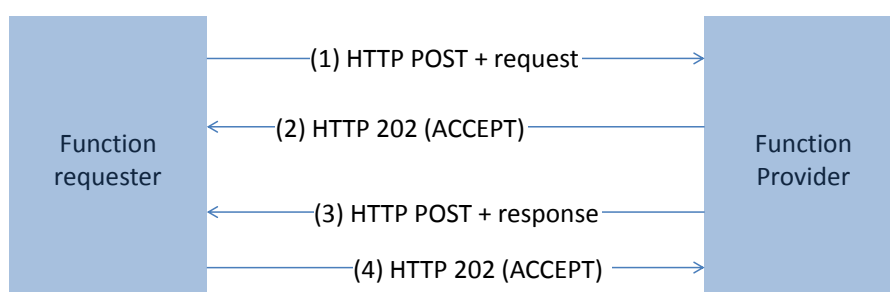 Function
requester
(1) HTTP POST + request
(2) HTTP 202 (ACCEPT)
(3) HTTP POST + response
(4) HTTP 202 (ACCEPT)
Function
Provider